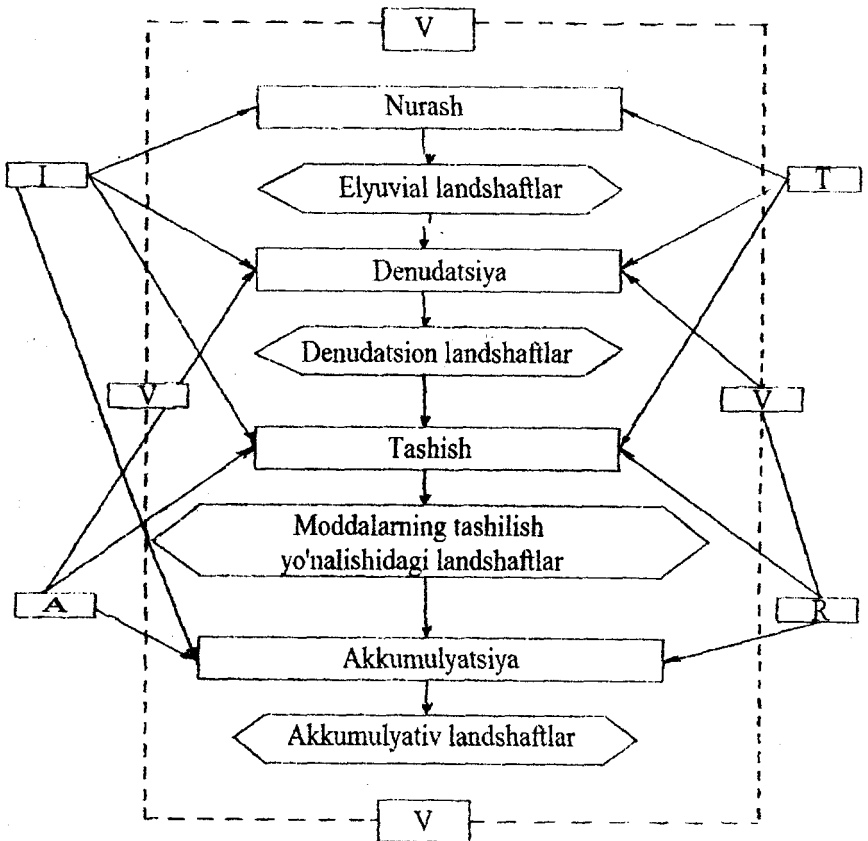 V
Nurash
I
T
Elyuvial landshaftlar
Denudatsiya
Denudatsion landshaftlar
V
V
Tashish
Moddalarning tashilish
yo'nalishidagi landshaftlar
A
R
Akkumulyatsiya
Akkumulyativ landshaftlar
V